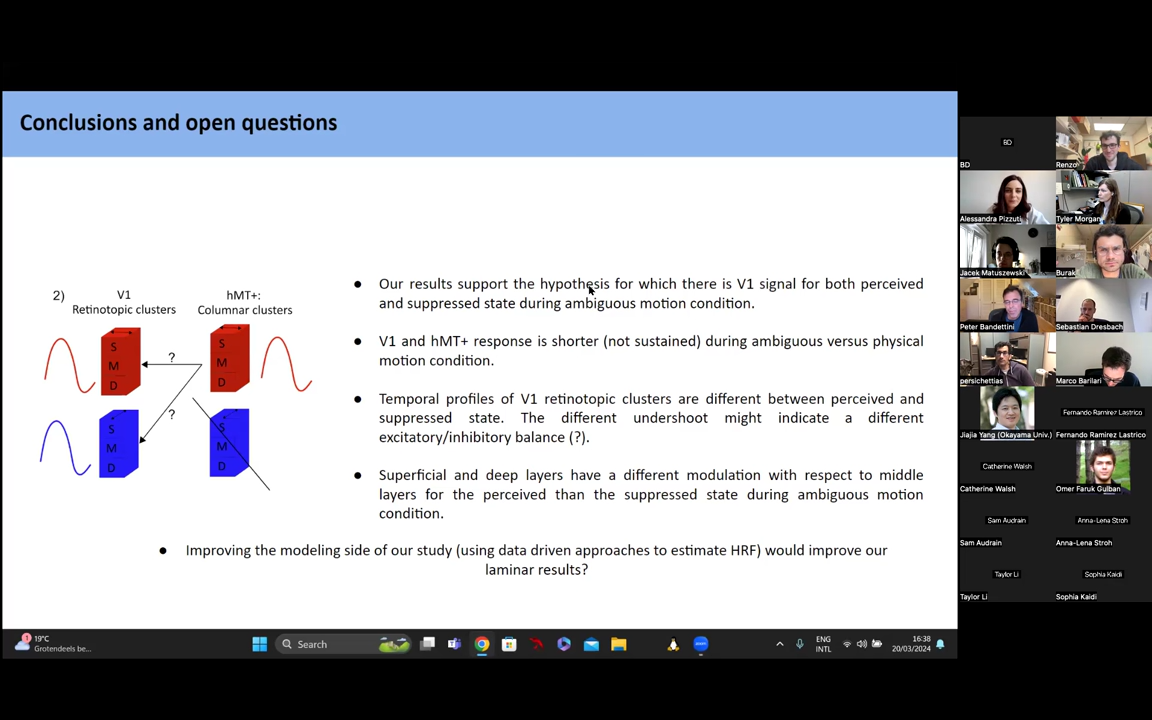 Conclusions and open questions
2)
V1
Retinotopic clusters
hMT+:
Columnar clusters
S
M
D
?
S
M
D
S
M
D
?
S
M
D
● Our results support the hypothesis for which there is V1 signal for both perceived
and suppressed state during ambiguous motion condition.
● V1 and hMT+ response is shorter (not sustained) during ambiguous versus physical
motion condition.
● Temporal profiles of V1 retinotopic clusters are different between perceived and
suppressed state. The different undershoot might indicate a different
excitatory/inhibitory balance (?).
● Superficial and deep layers have a different modulation with respect to middle
layers for the perceived than the suppressed state during ambiguous motion
condition.
● Improving the modeling side of our study (using data driven approaches to estimate HRF) would improve our
laminar results?
BD
BD
Renzo
Alessandra Pizzuti
Tyler Morgan
Jacek Matuszewski
Burak
Peter Bandettini
Sebastian Dresbach
persichettias
Marco Barilari
Jiajia Yang (Okayama Univ.)
Fernando Ramirez Lastrico
Fernando Ramirez Lastrico
Catherine Walsh
Catherine Walsh
Omer Faruk Gulban
Sam Audrain
Sam Audrain
Anna-Lena Stroh
Anna-Lena Stroh
Taylor Li
Taylor Li
Sophia Kaidi
Sophia Kaidi
1
19°C
Grotendeels be...
Search
ENG
INTL
16:38
20/03/2024